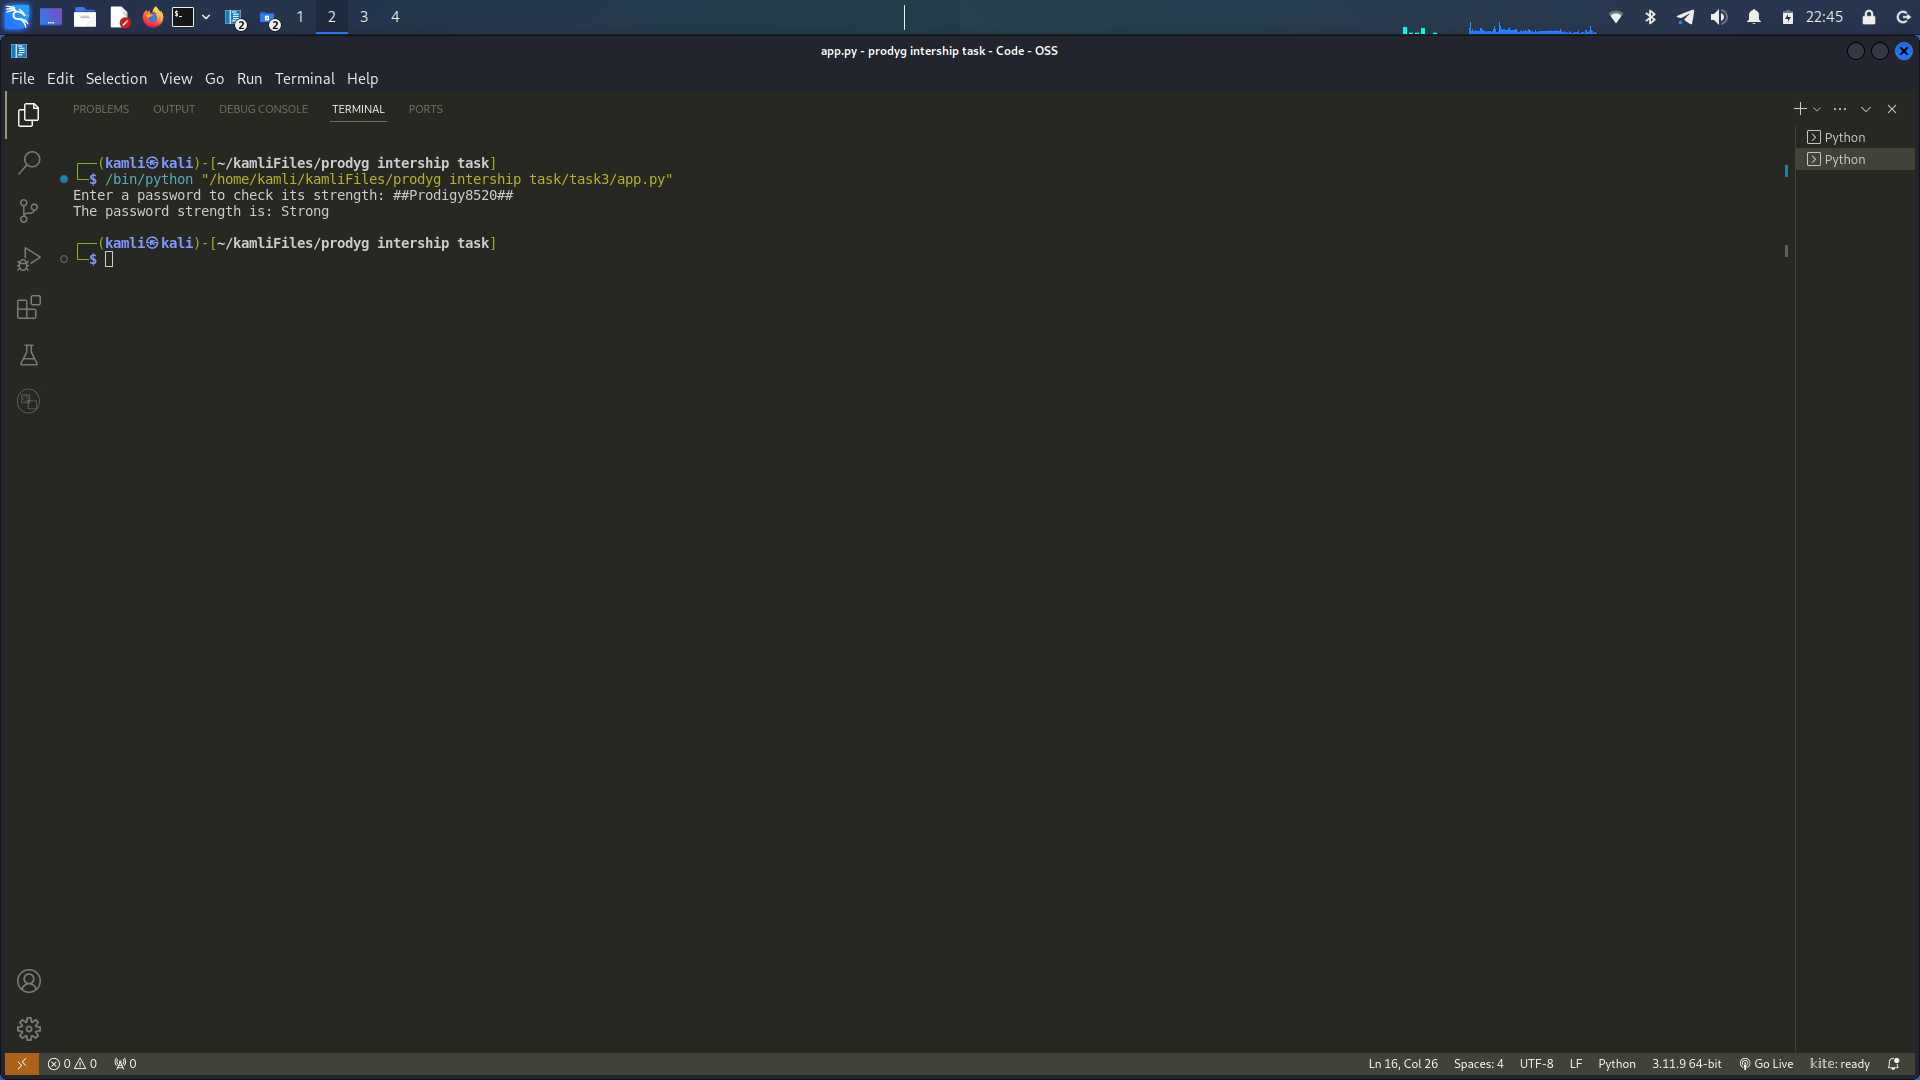 1 2 3 4 22:45
2 2
app.py - prodyg intership task - Code - OSS
File Edit Selection View Go Run Terminal Help
PROBLEMS OUTPUT DEBUG CONSOLE TERMINAL PORTS
Python
Python
┌──(kamli㉿kali)-[~/kamliFiles/prodyg intership task]
└─$ /bin/python "/home/kamli/kamliFiles/prodyg intership task/task3/app.py"
Enter a password to check its strength: ##Prodigy8520##
The password strength is: Strong
┌──(kamli㉿kali)-[~/kamliFiles/prodyg intership task]
└─$
0 0 0 Ln 16, Col 26 Spaces: 4 UTF-8 LF Python 3.11.9 64-bit Go Live kite: ready